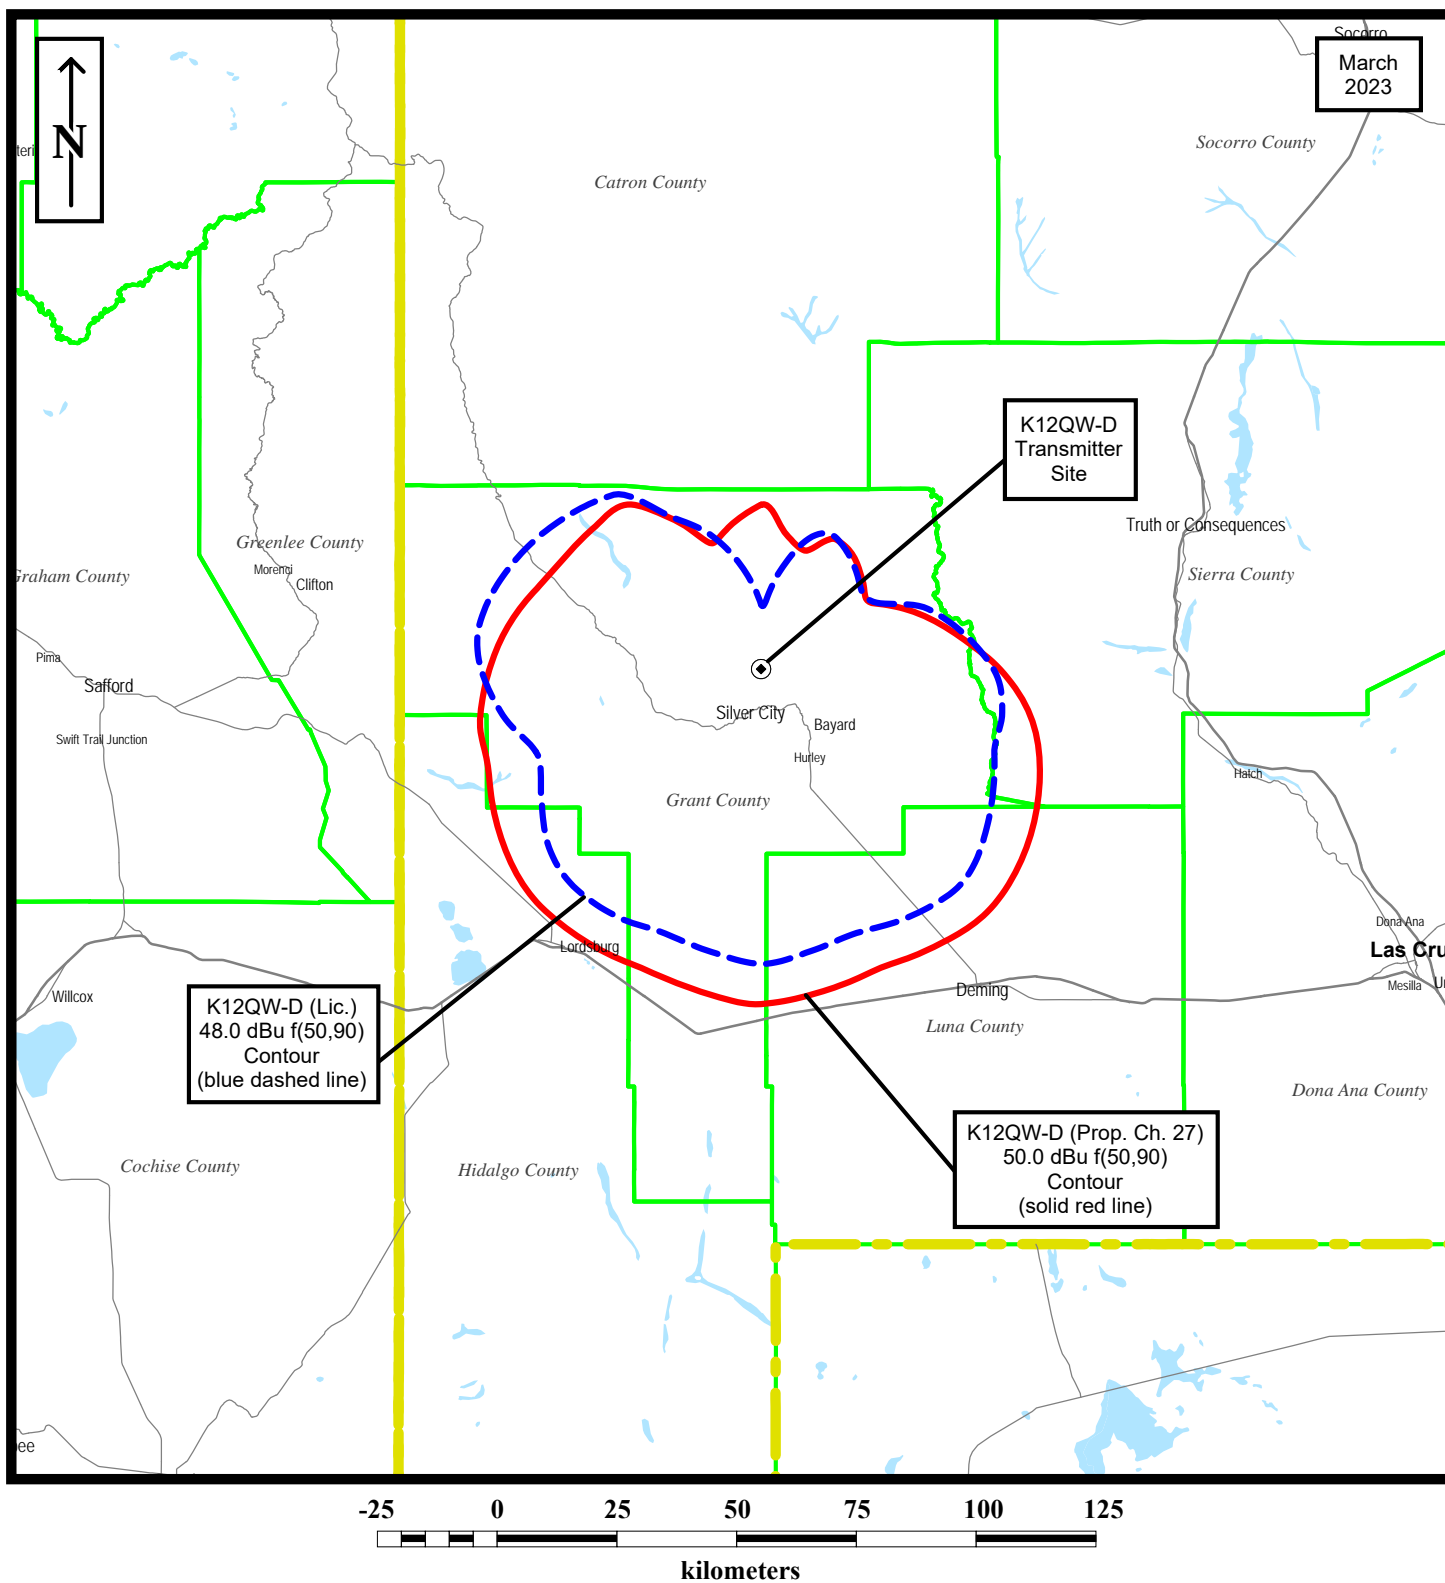 Socorro
March
2023
N
teri
Socorro County
Catron County
K12QW-D
Transmitter
Site
Truth or Consequences
Greenlee County
Morenci
Clifton
Graham County
Sierra County
Pima
Safford
Silver City
Bayard
Swift Trail Junction
Hurley
Hatch
Grant County
Dona Ana
Lordsburg
Las Cru
Willcox
Deming
Mesilla
Un
K12QW-D (Lic.)
48.0 dBu f(50,90)
Contour
(blue dashed line)
Luna County
Dona Ana County
K12QW-D (Prop. Ch. 27)
50.0 dBu f(50,90)
Contour
(solid red line)
Cochise County
Hidalgo County
bee
-25 0 25 50 75 100 125
kilometers